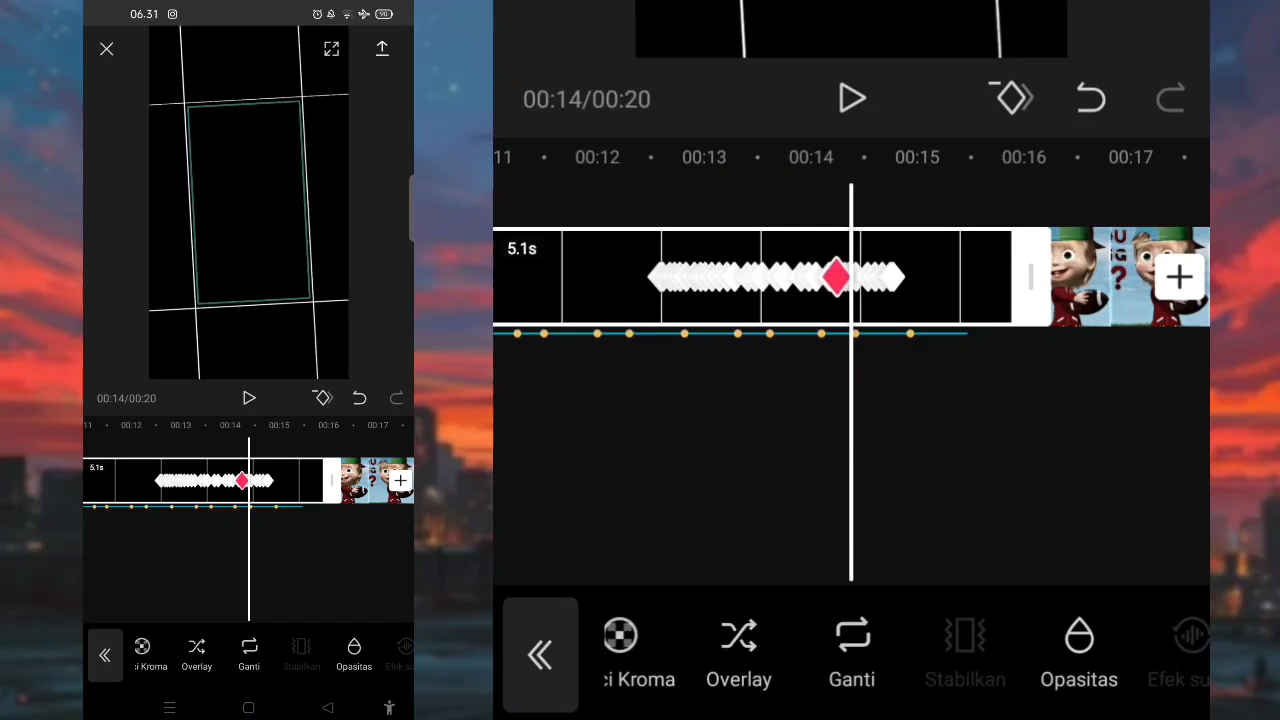 06.31
90
00:14/00:20
11 00:12 00:13 00:14 00:15 00:16 00:17
5.1s
?
ci Kroma Overlay Ganti Stabilkan Opasitas Efek su
00:14/00:20
11 00:12 00:13 00:14 00:15 00:16 00:17
5.1s
U
G
?
ci Kroma Overlay Ganti Stabilkan Opasitas Efek su